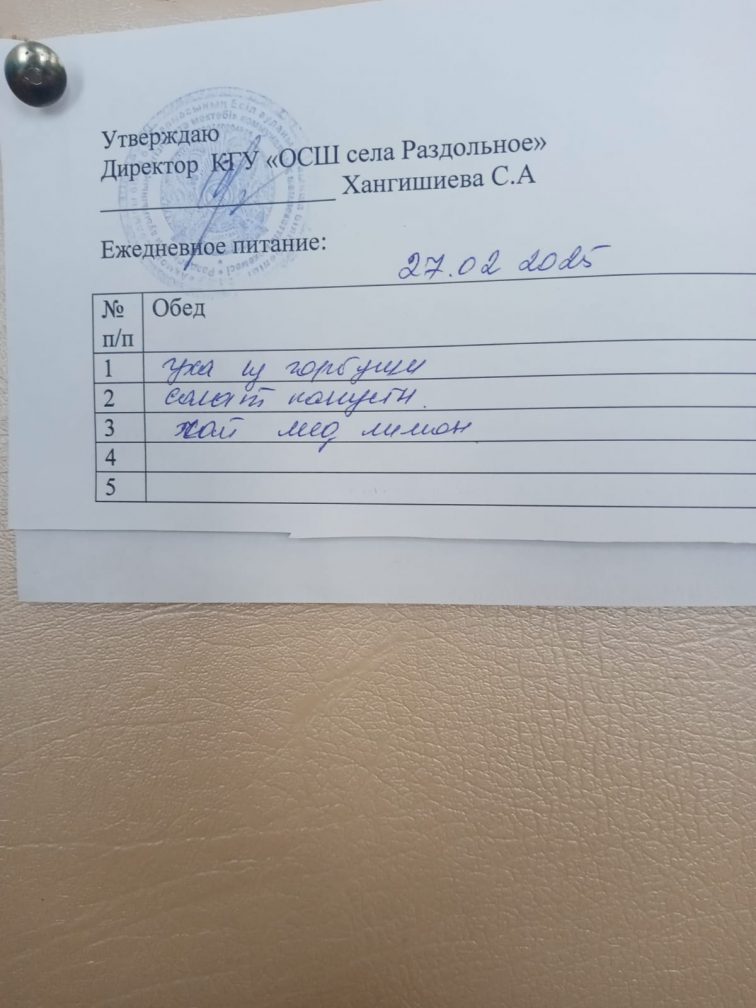 Утверждаю
Директор КГУ «ОСШ села Раздольное»
Хангишиева С.А
Ежедневное питание:
27.02 2025
№ п/п Обед
1 уха из горбуши
2 салат капустн.
3 чай мед лимон
4
5